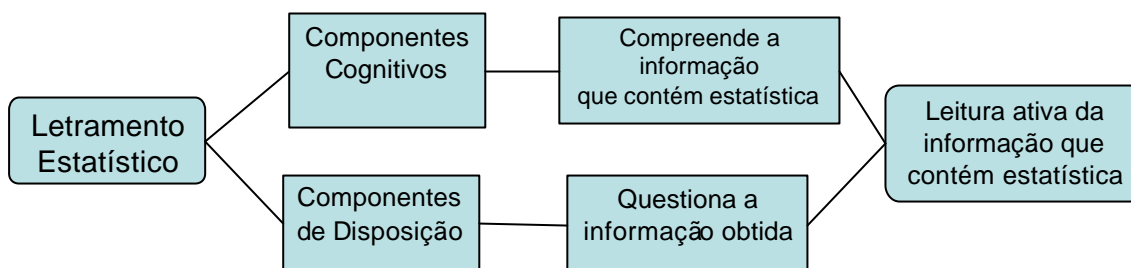 Letramento
Estatístico
Componentes
Cognitivos
Compreende a
informação
que contém estatística
Componentes
de Disposição
Questiona a
informação obtida
Leitura ativa da
informação que
contém estatística